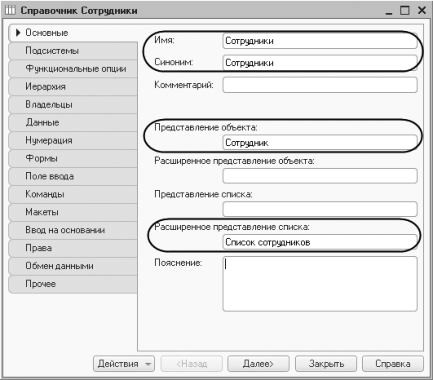 Справочник Сотрудники
Основные
Подсистемы
Функциональные опции
Иерархия
Владельцы
Данные
Нумерация
Формы
Поле ввода
Команды
Макеты
Ввод на основании
Права
Обмен данными
Прочее
Имя: Сотрудники
Синоним: Сотрудники
Комментарий:
Представление объекта:
Сотрудник
Расширенное представление объекта:
Представление списка:
Расширенное представление списка:
Список сотрудников
Пояснение:
Действия <Назад Далее> Закрыть Справка